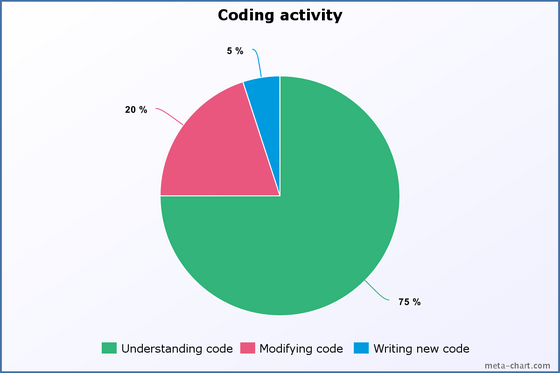 Coding activity
5 %
20 %
75 %
Understanding code Modifying code Writing new code
meta-chart.com